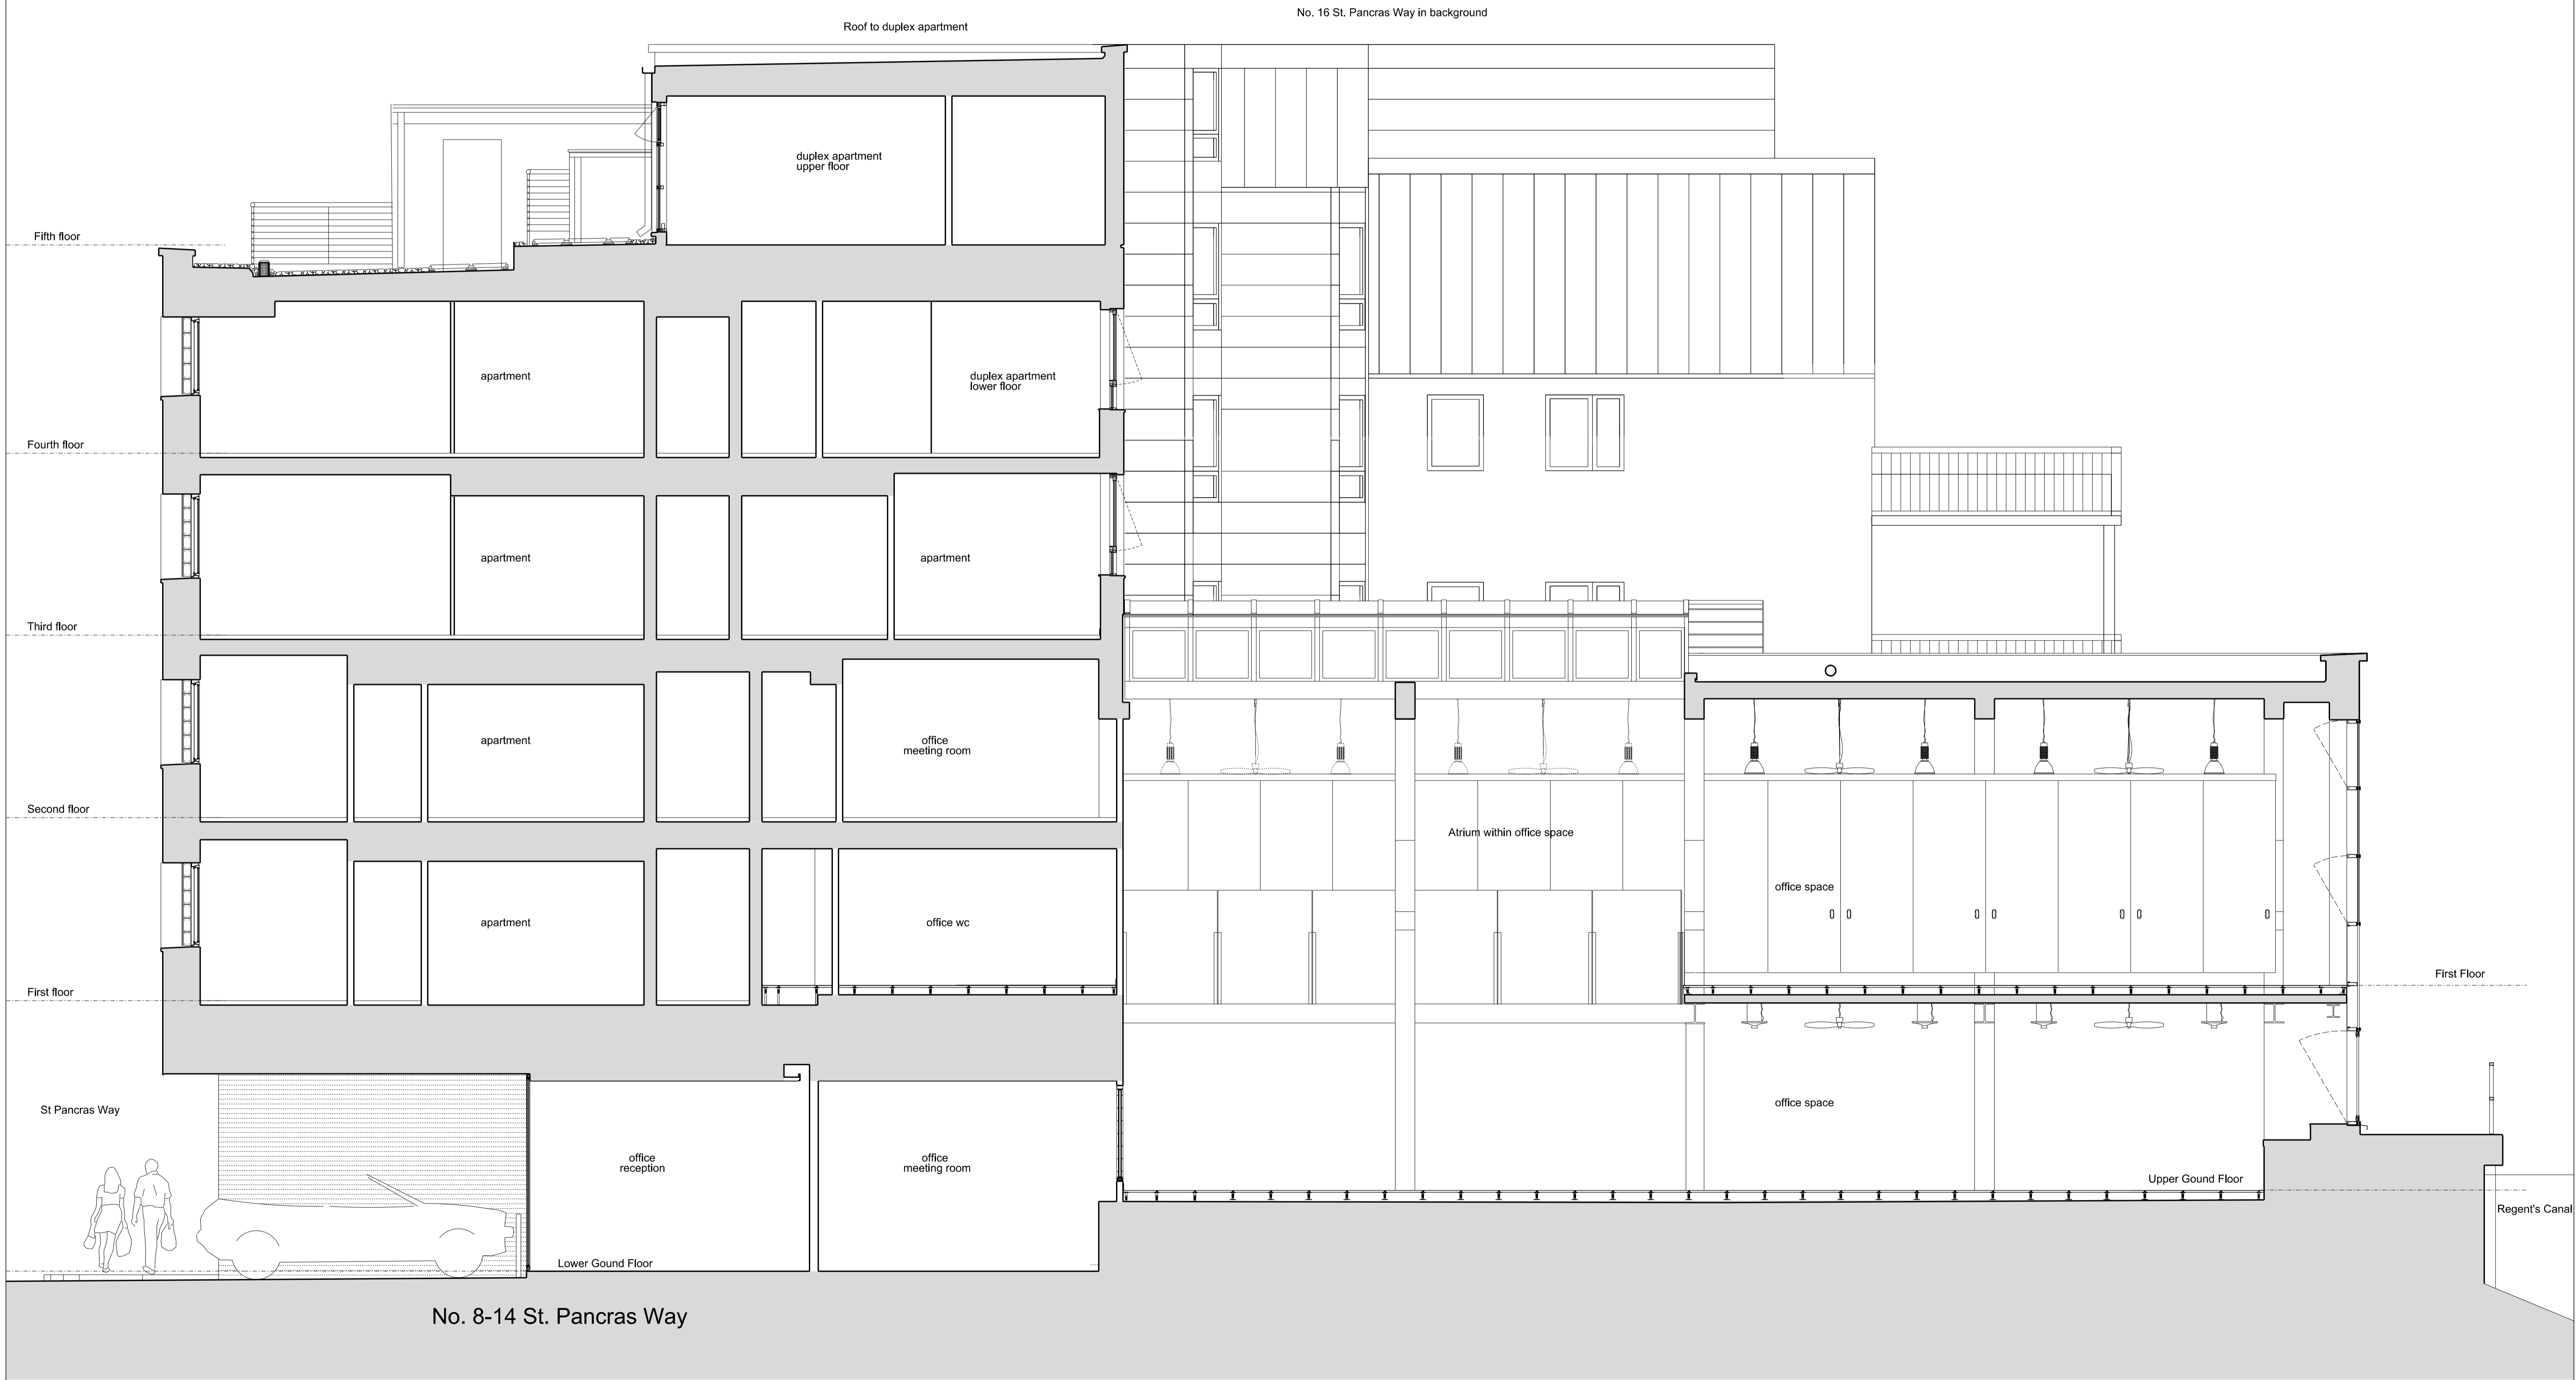 No. 16 St. Pancras Way in background
Roof to duplex apartment
duplex apartment
upper floor
Fifth floor
apartment
duplex apartment
lower floor
Fourth floor
apartment
apartment
Third floor
apartment
office
meeting room
Second floor
Atrium within office space
office space
apartment
office wc
First floor
First Floor
St Pancras Way
office space
office
reception
office
meeting room
Upper Gound Floor
Regent's Canal
Lower Gound Floor
No. 8-14 St. Pancras Way